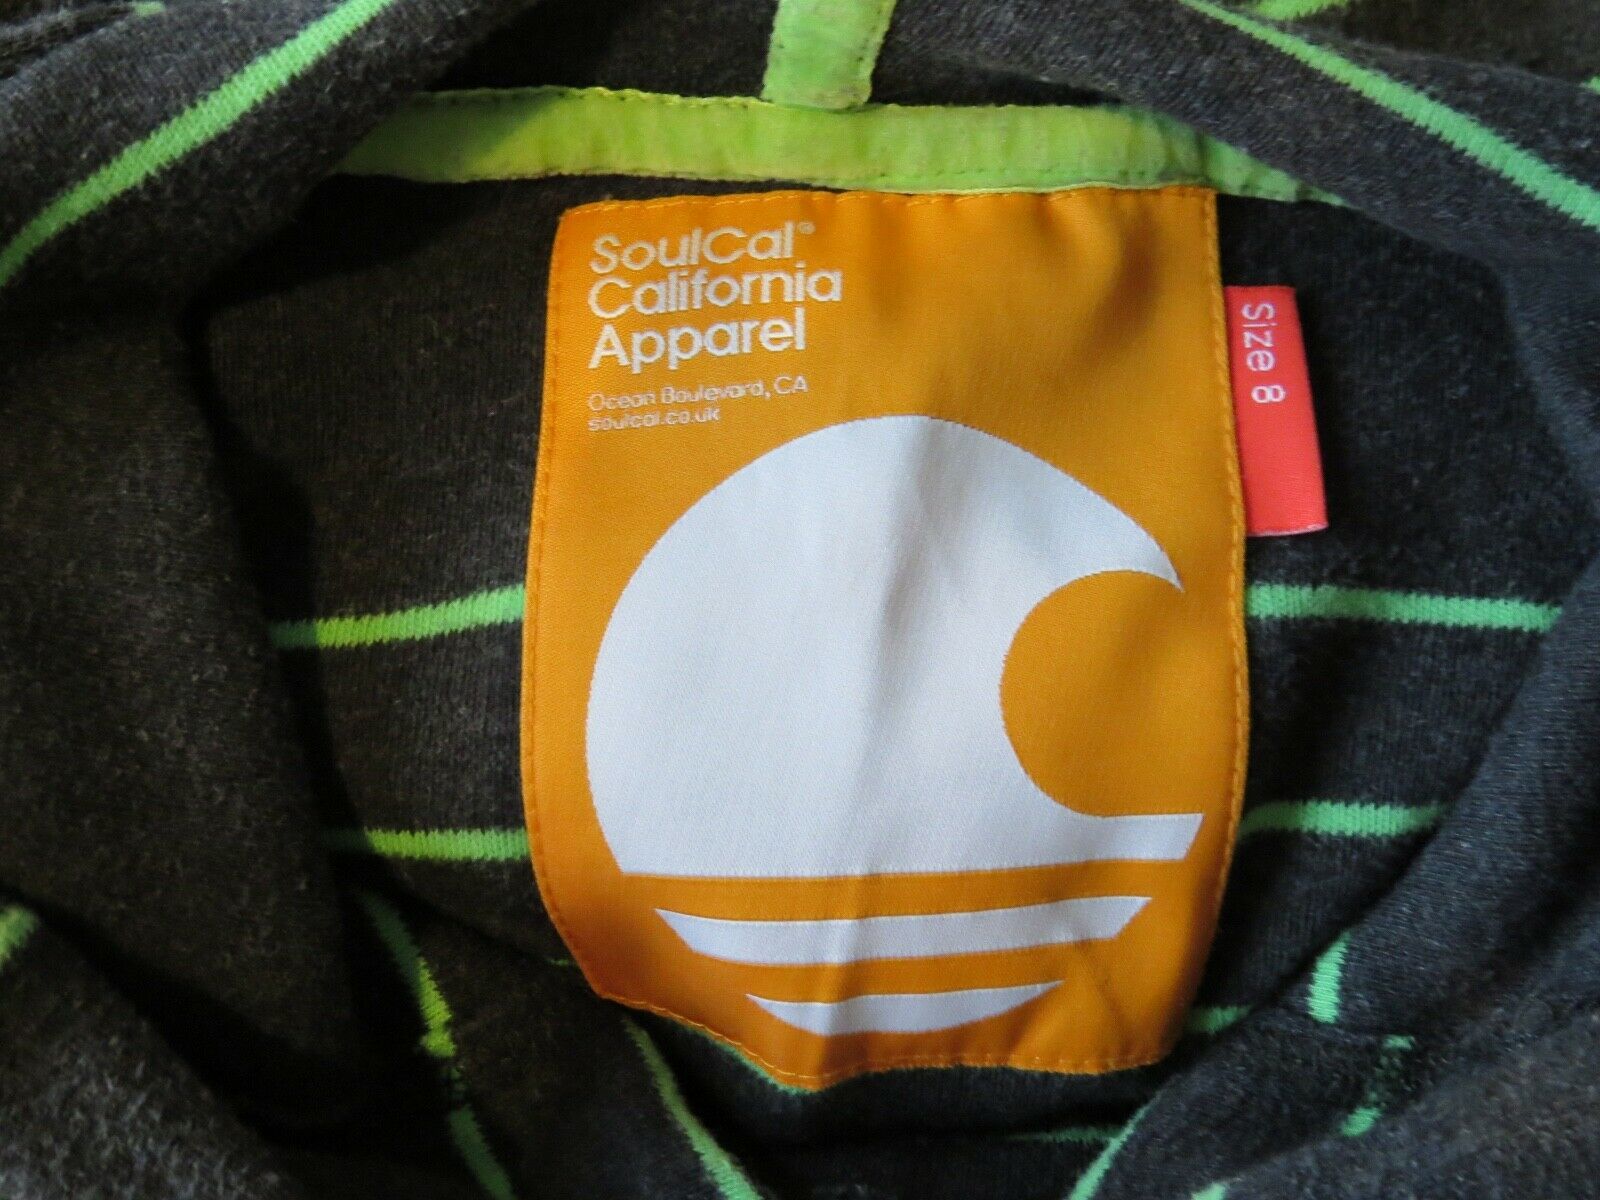 SoulCal®
California
Apparel
Ocean Boulevard, CA
soulcal.co.uk
Size 8